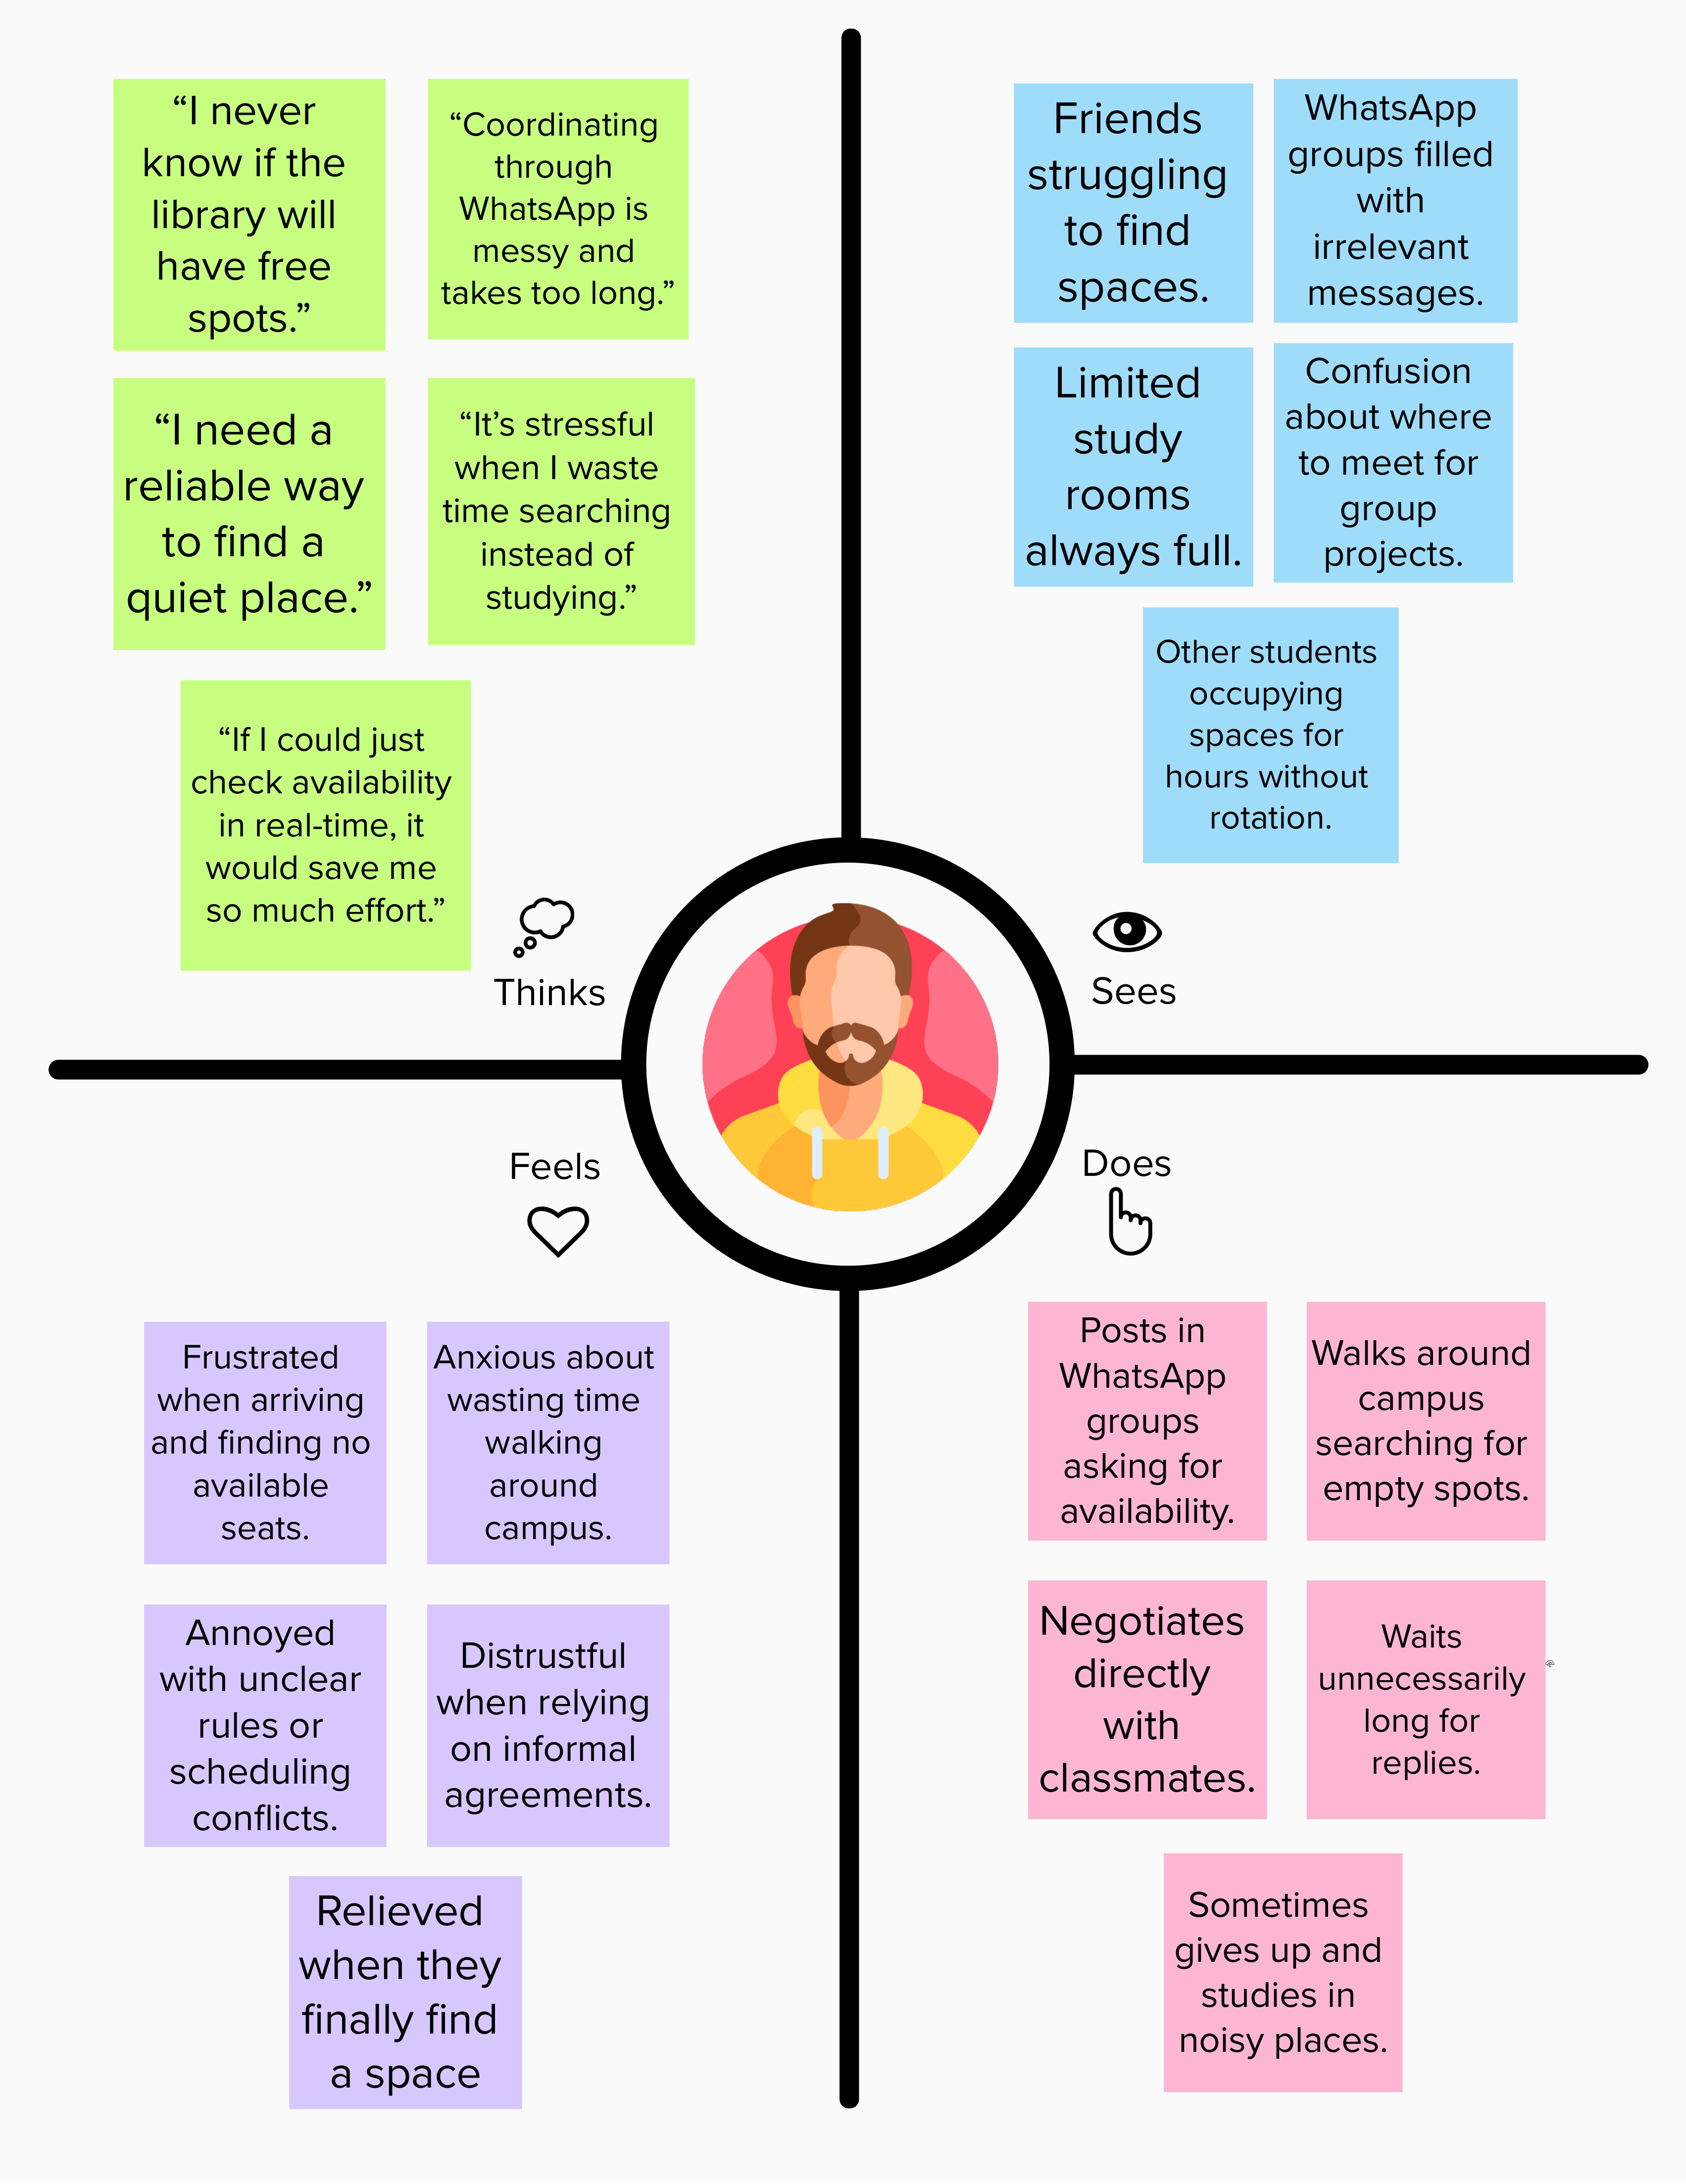 “I never
know if the
library will
have free
spots.”
“Coordinating
through
WhatsApp is
messy and
takes too long.”
“I need a
reliable way
to find a
quiet place.”
“It’s stressful
when I waste
time searching
instead of
studying.”
“If I could just
check availability
in real-time, it
would save me
so much effort.”
Thinks
Friends
struggling
to find
spaces.
WhatsApp
groups filled
with
irrelevant
messages.
Limited
study
rooms
always full.
Confusion
about where
to meet for
group
projects.
Other students
occupying
spaces for
hours without
rotation.
Sees
Feels
Frustrated
when arriving
and finding no
available
seats.
Anxious about
wasting time
walking
around
campus.
Annoyed
with unclear
rules or
scheduling
conflicts.
Distrustful
when relying
on informal
agreements.
Relieved
when they
finally find
a space
Does
Posts in
WhatsApp
groups
asking for
availability.
Walks around
campus
searching for
empty spots.
Negotiates
directly
with
classmates.
Waits
unnecessarily
long for
replies.
Sometimes
gives up and
studies in
noisy places.